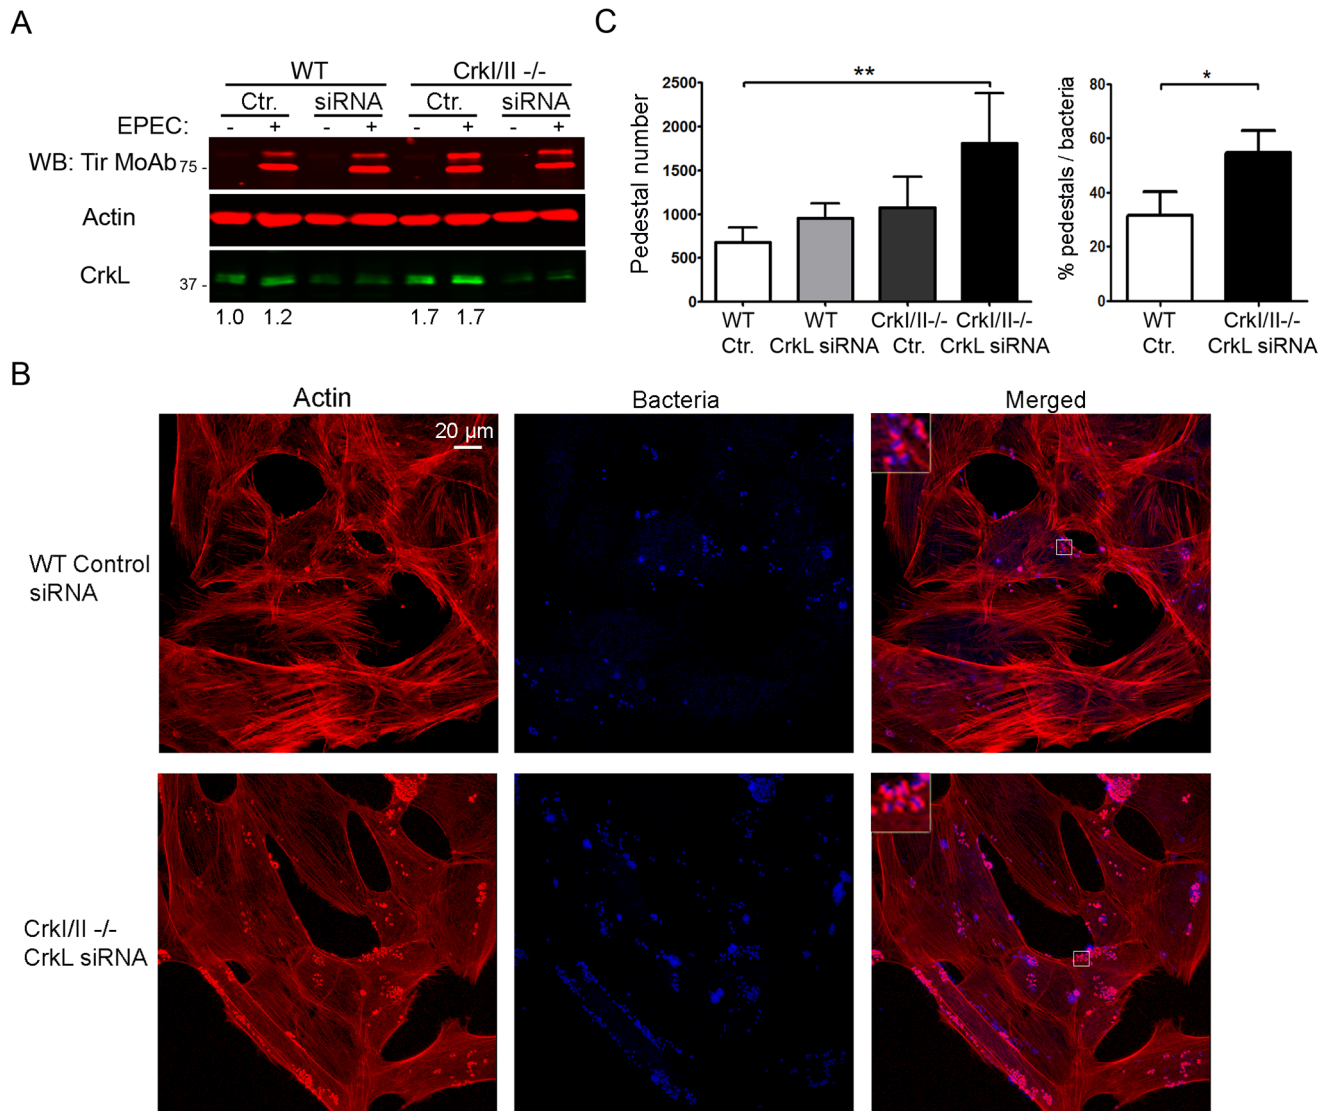 A
WT CrkI/II -/-
Ctr. siRNA Ctr. siRNA
EPEC: - + - + - + - +
WB: Tir MoAb 75 -
Actin
CrkL 37 -
1.0 1.2 1.7 1.7
C
**
Pedestal number
2500
2000
1500
1000
500
0
WT WT CrkI/II-/- CrkI/II-/-
Ctr. CrkL siRNA Ctr. CrkL siRNA
*
% pedestals / bacteria
80
60
40
20
0
WT CrkI/II-/-
Ctr. CrkL siRNA
B
Actin Bacteria Merged
20 µm
WT Control
siRNA
CrkI/II -/-
CrkL siRNA